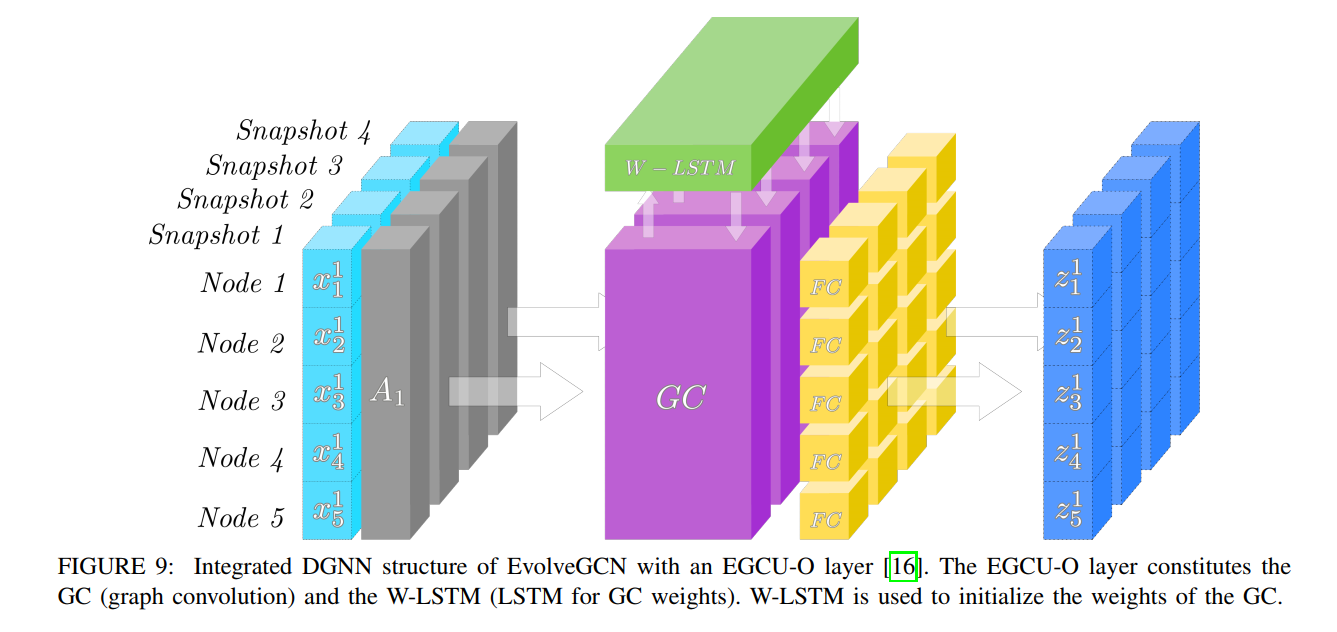 Snapshot 4
Snapshot 3
Snapshot 2
Snapshot 1
Node 1
Node 2
Node 3
Node 4
Node 5
x_1^1
x_2^1
x_3^1
x_4^1
x_5^1
A_1
W − LSTM
GC
FC
FC
FC
FC
FC
z_1^1
z_2^1
z_3^1
z_4^1
z_5^1
FIGURE 9: Integrated DGNN structure of EvolveGCN with an EGCU-O layer [16]. The EGCU-O layer constitutes the
GC (graph convolution) and the W-LSTM (LSTM for GC weights). W-LSTM is used to initialize the weights of the GC.